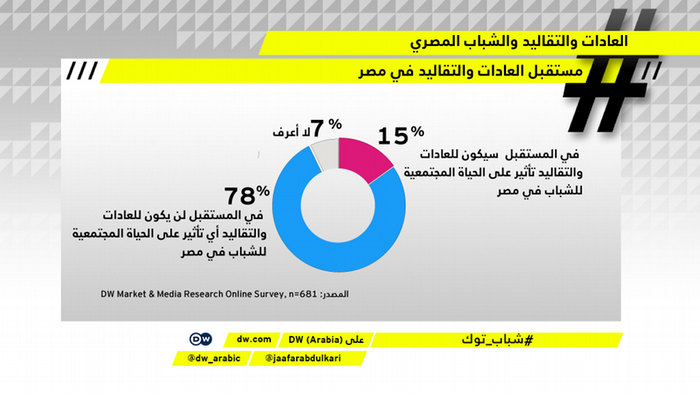 العادات والتقاليد والشباب المصري
مستقبل العادات والتقاليد في مصر
15%
في المستقبل سيكون للعادات
والتقاليد تأثير على الحياة المجتمعية
للشباب في مصر
7%
لا أعرف
78%
في المستقبل لن يكون للعادات
والتقاليد أي تأثير على الحياة المجتمعية
للشباب في مصر
المصدر: DW Market & Media Research Online Survey, n=681
#شباب_توك
على DW (Arabia)
dw.com
DW
@jaafarabdulkari
@dw_arabic